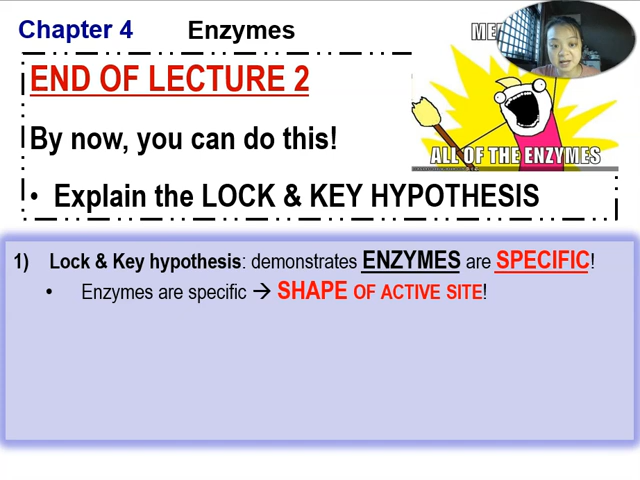 Chapter 4 Enzymes
ME
END OF LECTURE 2
By now, you can do this!
ALL OF THE ENZYMES
• Explain the LOCK & KEY HYPOTHESIS
1) Lock & Key hypothesis: demonstrates ENZYMES are SPECIFIC!
• Enzymes are specific → SHAPE OF ACTIVE SITE!